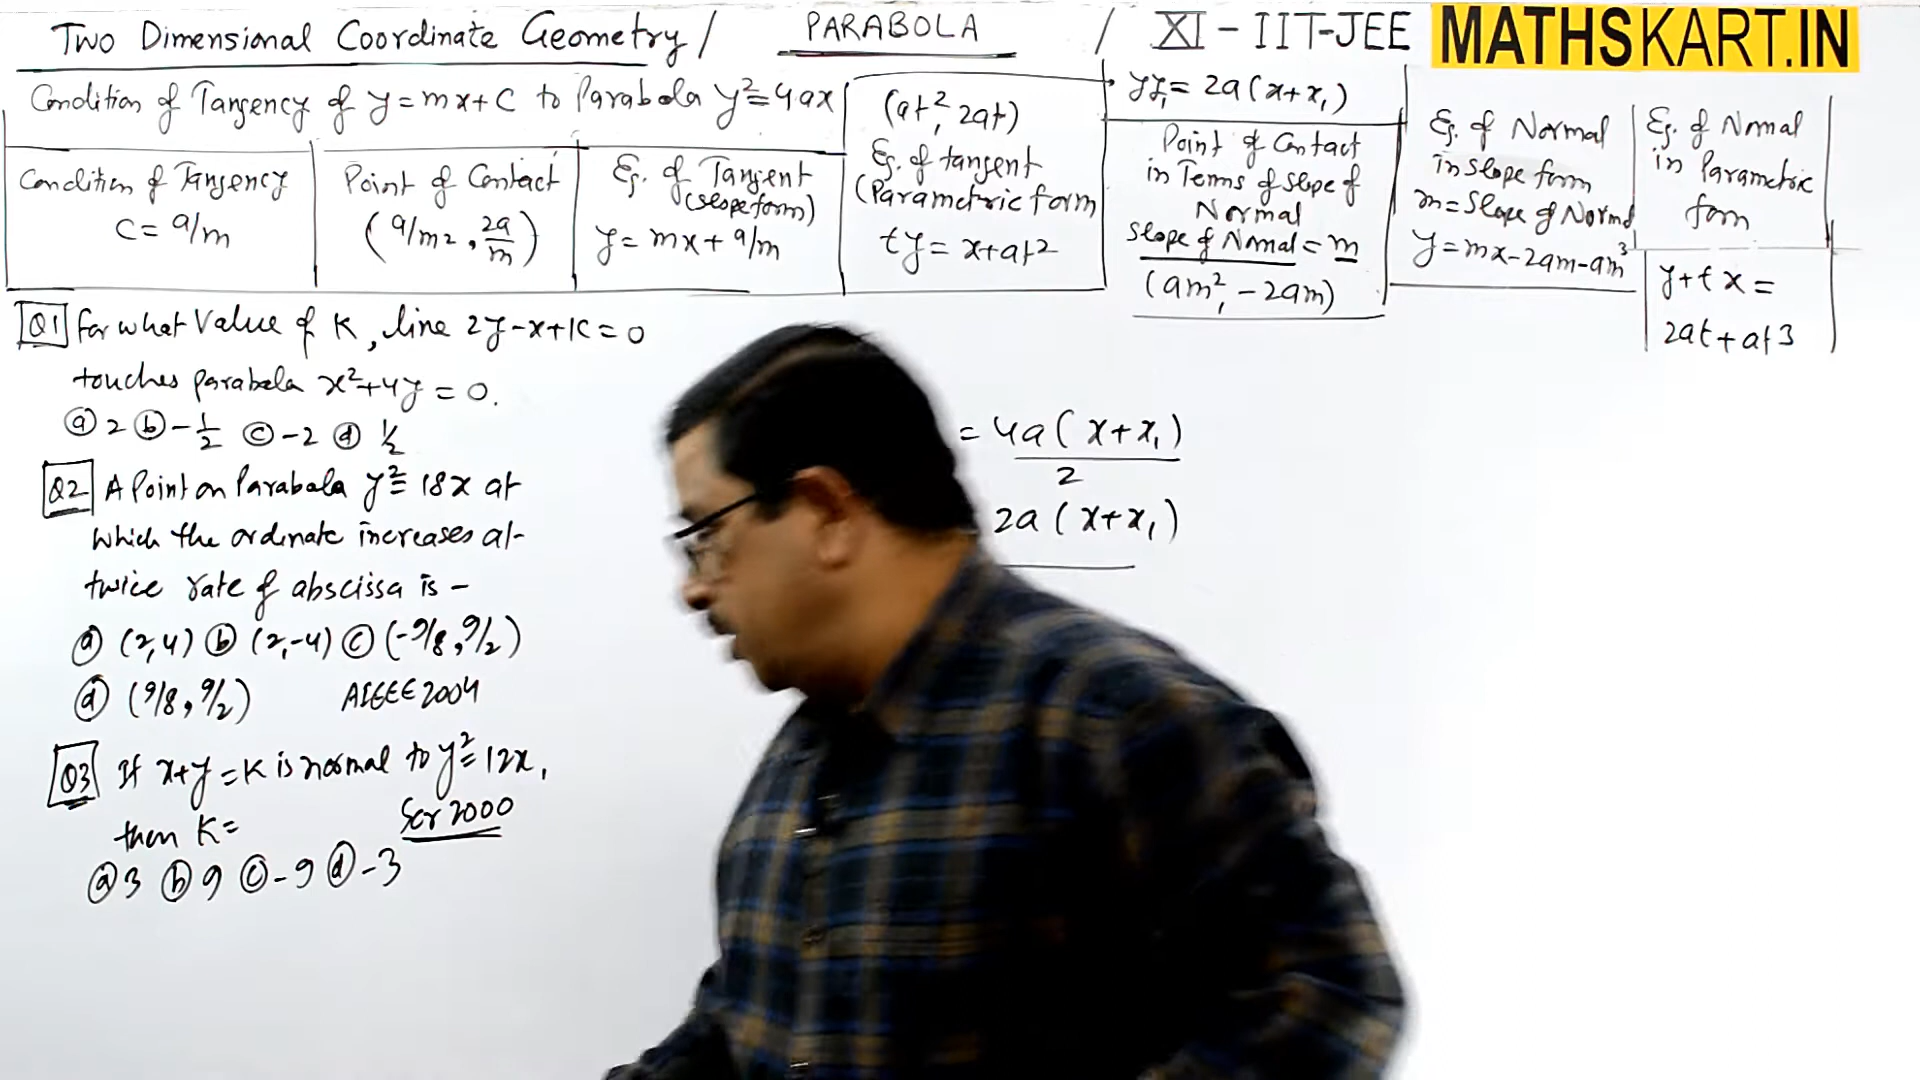 Two Dimensional Coordinate Geometry / PARABOLA / XI - IIT-JEE MATHSKART.IN
Condition of Tangency of y=mx+c to Parabola y²=4ax
Condition of Tangency
c = a/m
Point of Contact
(a/m², 2a/m)
Eq. of Tangent
(slope form)
y = mx + a/m
(at², 2at)
Eq. of tangent
(Parametric form
ty = x+at²
yy₁ = 2a(x+x₁)
Point of Contact
in Terms of slope of
Normal
slope of Normal = m
(am², -2am)
Eq. of Normal
in slope form
m = slope of Normal
y = mx-2am-am³
Eq. of Normal
in Parametric
form
y+tx =
2at+at3
Q1 For what Value of K, line 2y-x+K=0
touches parabola x²+4y = 0.
(a) 2 (b) -1/2 (c) -2 (d) 1/2
Q2 A Point on Parabola y²= 18x at
which the ordinate increases at
twice rate of abscissa is -
(a) (2,4) (b) (2,-4) (c) (-9/8, 9/2)
(d) (9/8, 9/2) AIEEE 2004
Q3 If x+y = K is normal to y²= 12x,
then K=
Scr 2000
(a) 3 (b) 9 (c) -9 (d) -3
= 4a(x+x₁)
2
2a(x+x₁)